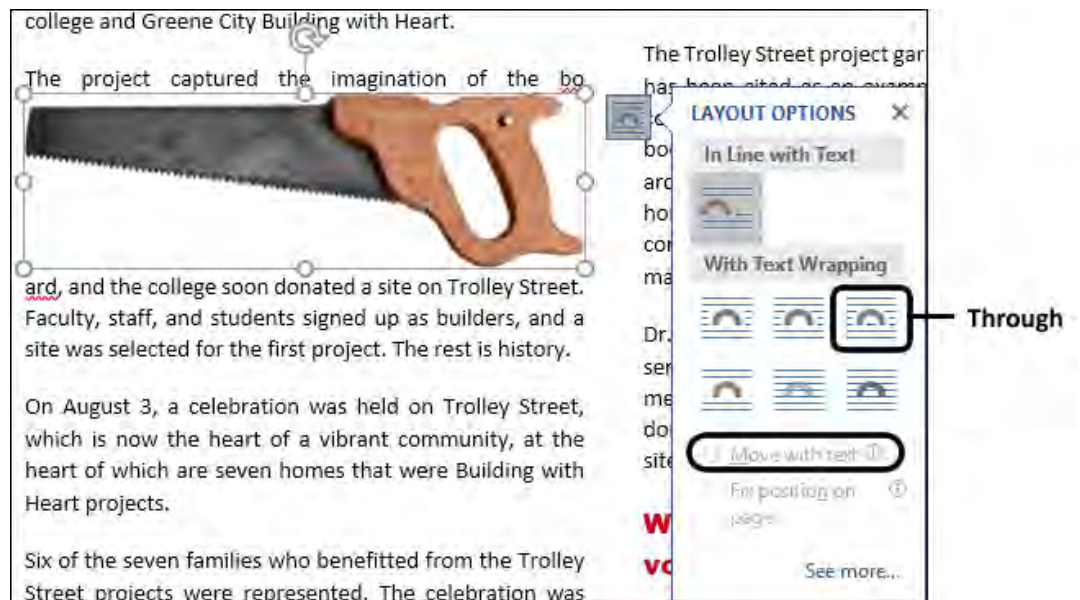 college and Greene City Building with Heart.
The project captured the imagination of the bo
ard, and the college soon donated a site on Trolley Street.
Faculty, staff, and students signed up as builders, and a
site was selected for the first project. The rest is history.
On August 3, a celebration was held on Trolley Street,
which is now the heart of a vibrant community, at the
heart of which are seven homes that were Building with
Heart projects.
Six of the seven families who benefitted from the Trolley
Street projects were represented. The celebration was
The Trolley Street project gar
has been cited as an examp
co
bo
arc
ho
cor
ma
Dr.
ser
me
do
site
W
vo
LAYOUT OPTIONS
In Line with Text
With Text Wrapping
Move with text
Fix position on
page
See more...
Through